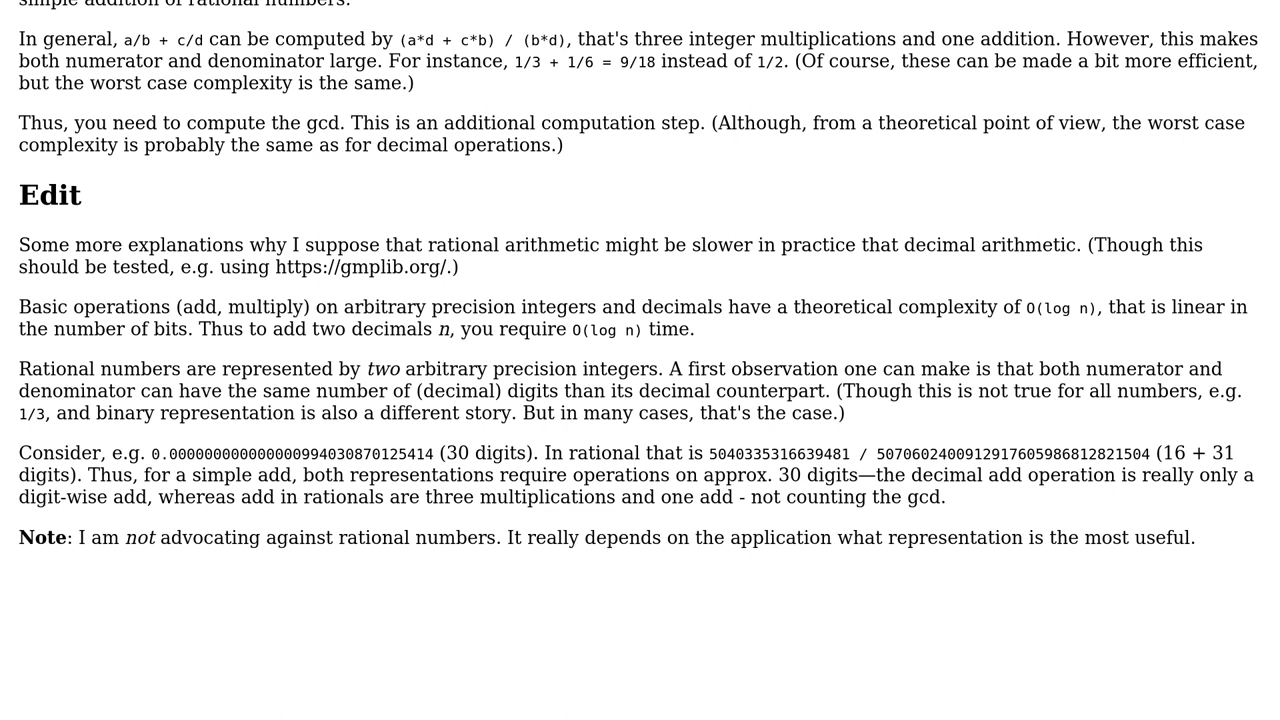 simple addition of rational numbers.
In general, a/b + c/d can be computed by (a*d + c*b) / (b*d), that's three integer multiplications and one addition. However, this makes
both numerator and denominator large. For instance, 1/3 + 1/6 = 9/18 instead of 1/2. (Of course, these can be made a bit more efficient,
but the worst case complexity is the same.)
Thus, you need to compute the gcd. This is an additional computation step. (Although, from a theoretical point of view, the worst case
complexity is probably the same as for decimal operations.)
Edit
Some more explanations why I suppose that rational arithmetic might be slower in practice that decimal arithmetic. (Though this
should be tested, e.g. using https://gmplib.org/.)
Basic operations (add, multiply) on arbitrary precision integers and decimals have a theoretical complexity of O(log n), that is linear in
the number of bits. Thus to add two decimals n, you require O(log n) time.
Rational numbers are represented by two arbitrary precision integers. A first observation one can make is that both numerator and
denominator can have the same number of (decimal) digits than its decimal counterpart. (Though this is not true for all numbers, e.g.
1/3, and binary representation is also a different story. But in many cases, that's the case.)
Consider, e.g. 0.0000000000000000994030870125414 (30 digits). In rational that is 5040335316639481 / 50706024009129176059868128​21504 (16 + 31
digits). Thus, for a simple add, both representations require operations on approx. 30 digits—the decimal add operation is really only a
digit-wise add, whereas add in rationals are three multiplications and one add - not counting the gcd.
Note: I am not advocating against rational numbers. It really depends on the application what representation is the most useful.